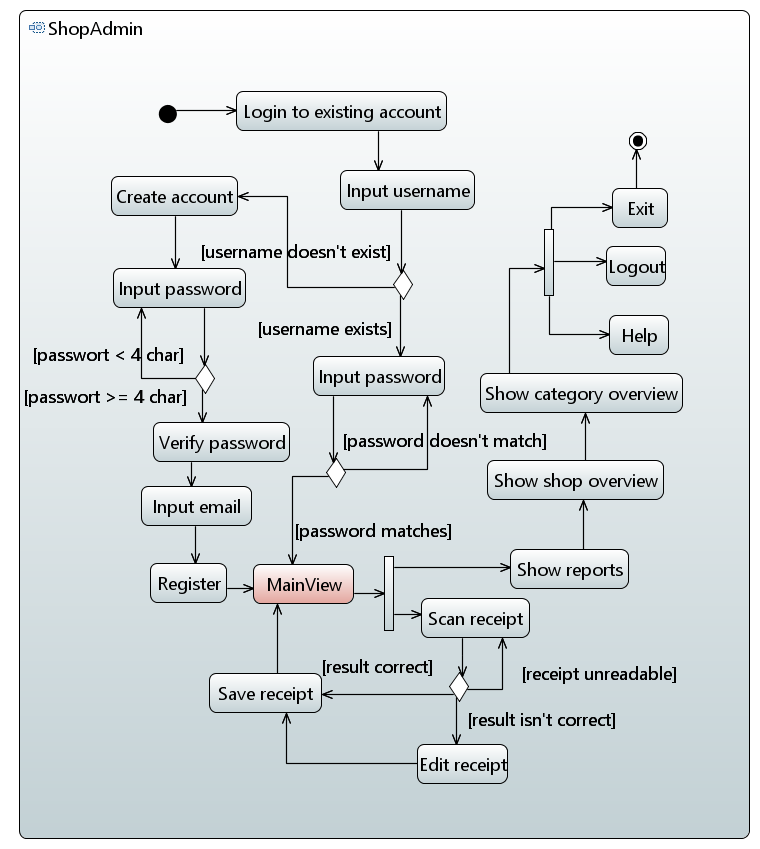 ShopAdmin
Login to existing account
Input username
Create account
Exit
[username doesn't exist]
Logout
Input password
[username exists]
Help
[passwort < 4 char]
Input password
Show category overview
[passwort >= 4 char]
Verify password
[password doesn't match]
Show shop overview
Input email
[password matches]
Show reports
Register
MainView
Scan receipt
[result correct]
[receipt unreadable]
Save receipt
[result isn't correct]
Edit receipt